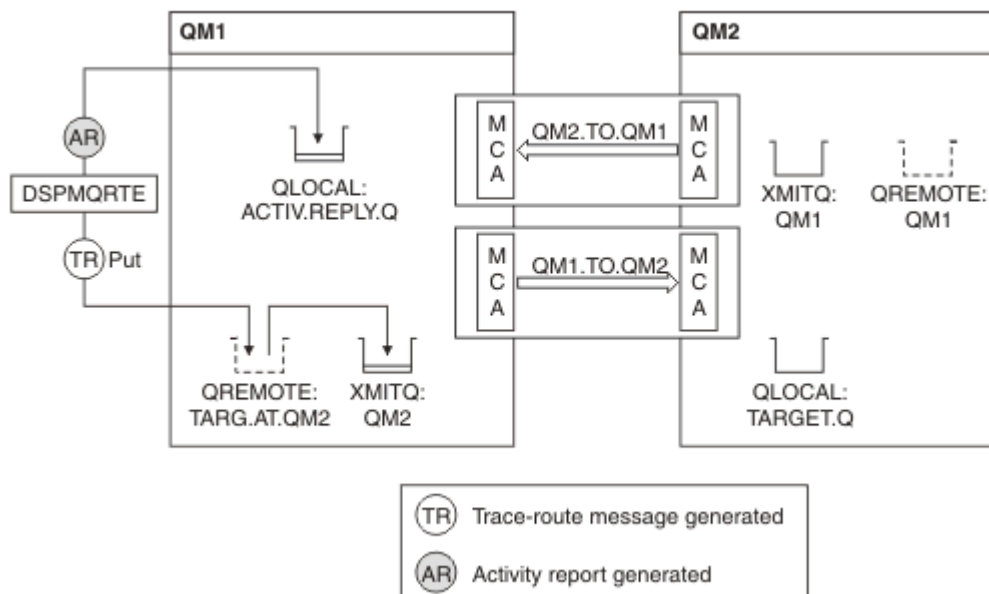 QM1
QM2
AR
DSPMQRTE
TR Put
QLOCAL:
ACTIV.REPLY.Q
QREMOTE:
TARG.AT.QM2
XMITQ:
QM2
M
C
A
QM2.TO.QM1
M
C
A
M
C
A
QM1.TO.QM2
M
C
A
XMITQ:
QM1
QREMOTE:
QM1
QLOCAL:
TARGET.Q
TR Trace-route message generated
AR Activity report generated